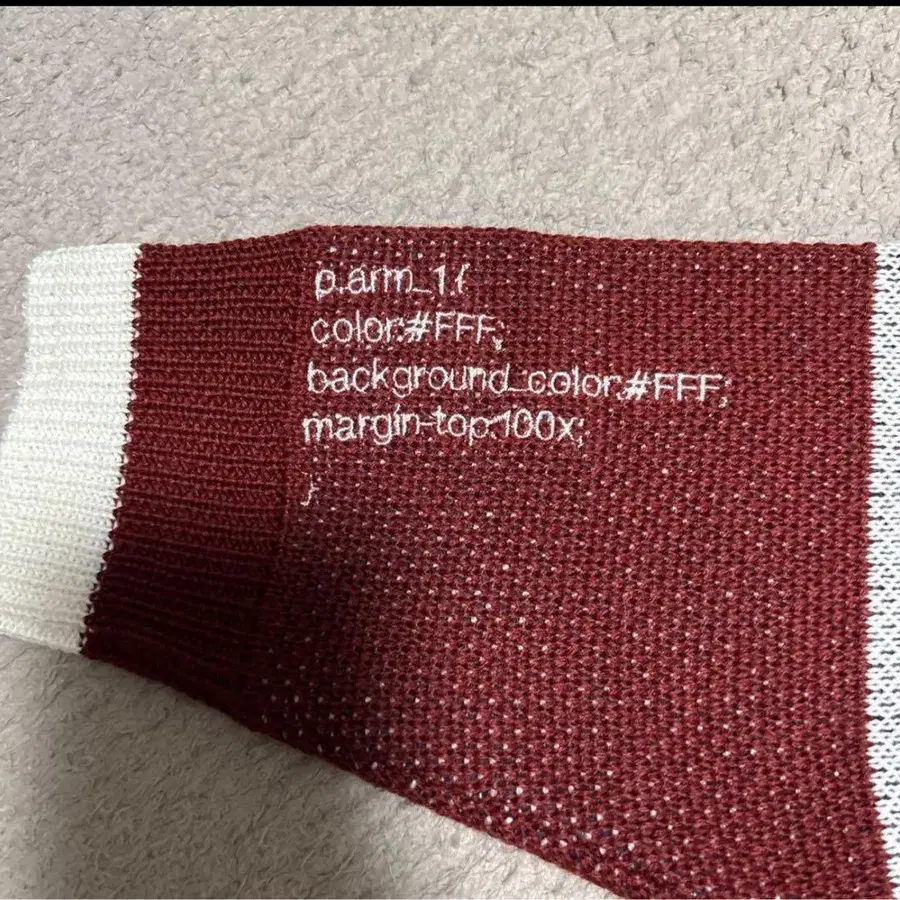 p.arm_1{
color:#FFF;
background_color:#FFF;
margin-top:100x;
}